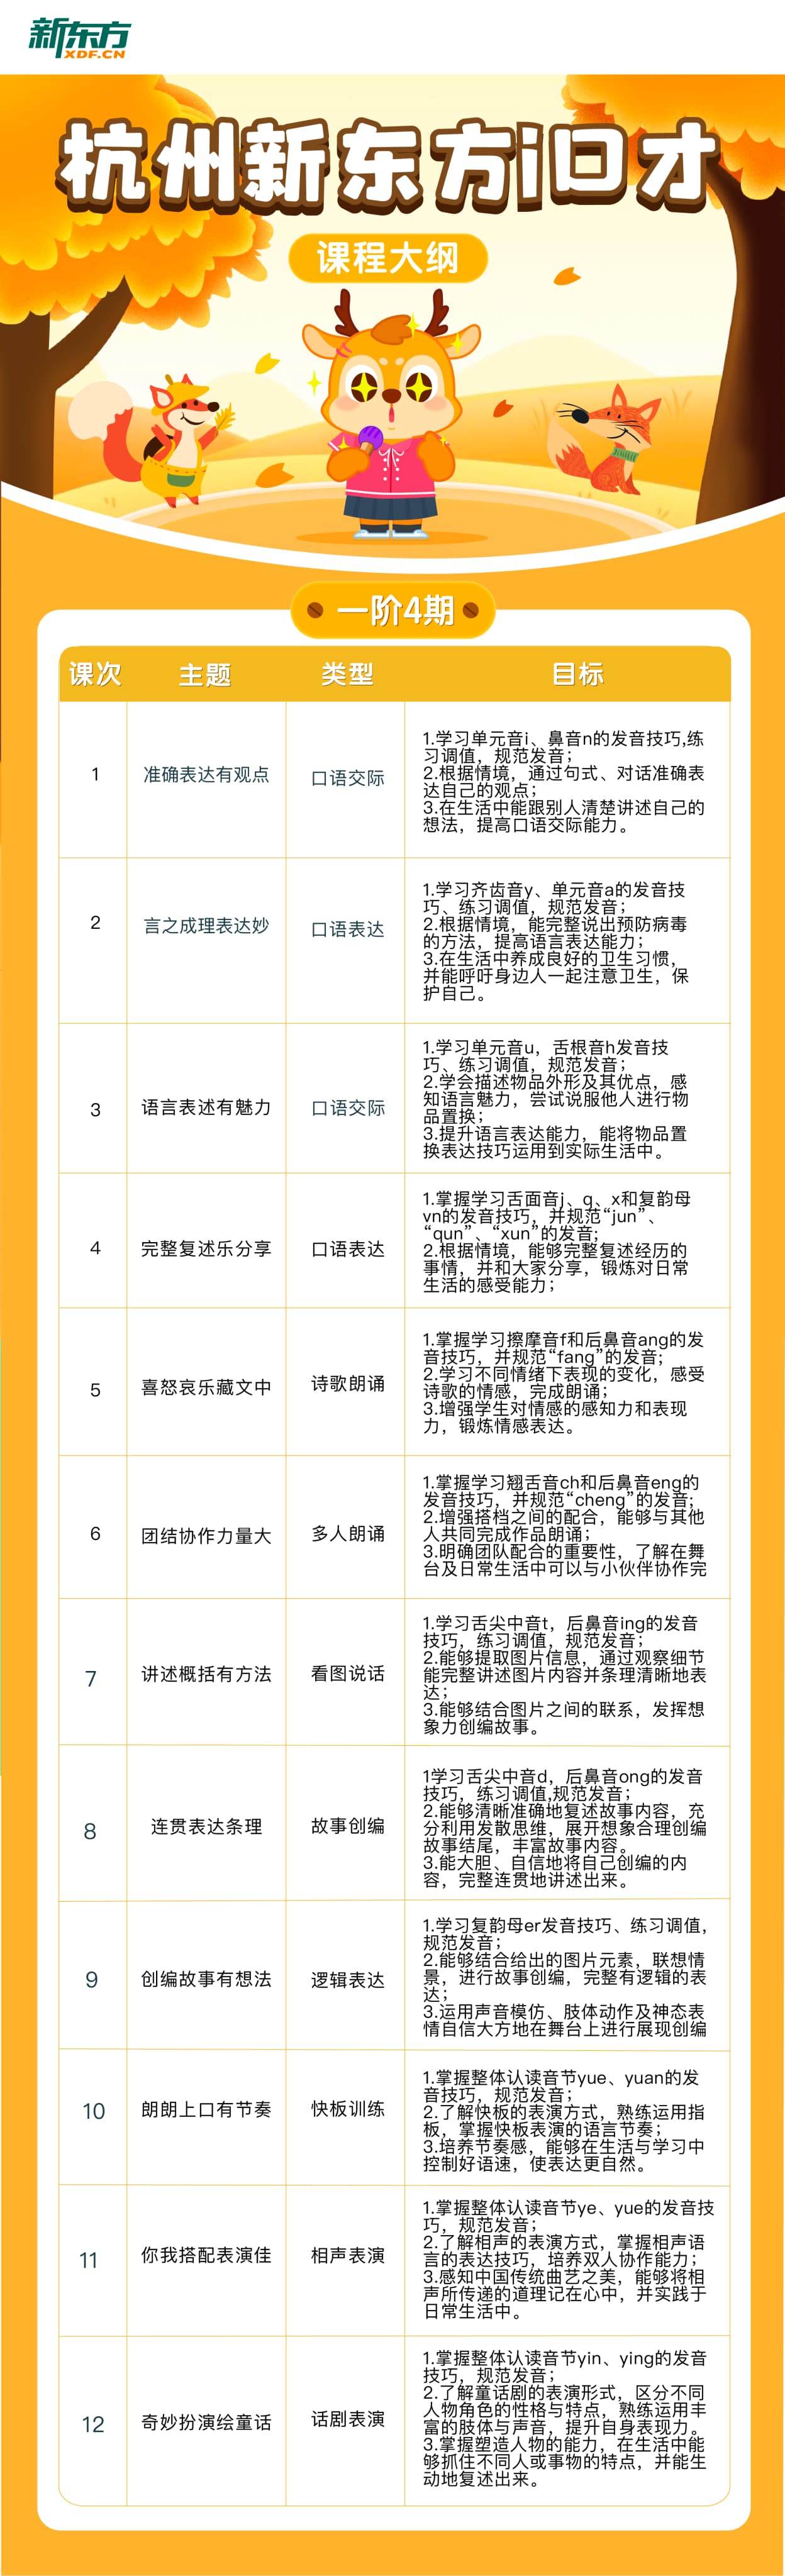 新东方
XDF.CN
杭州新东方i口才
课程大纲
一阶4期
课次 主题 类型 目标
1 准确表达有观点 口语交际
1.学习单元音i、鼻音n的发音技巧,练
习调值，规范发音；
2.根据情境，通过句式、对话准确表
达自己的观点；
3.在生活中能跟别人清楚讲述自己的
想法，提高口语交际能力。
2 言之成理表达妙 口语表达
1.学习齐齿音y、单元音a的发音技
巧、练习调值，规范发音；
2.根据情境，能完整说出预防病毒
的方法，提高语言表达能力；
3.在生活中养成良好的卫生习惯，
并能呼吁身边人一起注意卫生，保
护自己。
3 语言表述有魅力 口语交际
1.学习单元音u，舌根音h发音技
巧、练习调值，规范发音；
2.学会描述物品外形及其优点，感
知语言魅力，尝试说服他人进行物
品置换；
3.提升语言表达能力，能将物品置
换表达技巧运用到实际生活中。
4 完整复述乐分享 口语表达
1.掌握学习舌面音j、q、x和复韵母
vn的发音技巧，并规范“jun”、
“qun”、“xun”的发音;
2.根据情境，能够完整复述经历的
事情，并和大家分享，锻炼对日常
生活的感受能力；
5 喜怒哀乐藏文中 诗歌朗诵
1.掌握学习擦摩音f和后鼻音ang的发
音技巧，并规范“fang”的发音;
2.学习不同情绪下表现的变化，感受
诗歌的情感，完成朗诵；
3.增强学生对情感的感知力和表现
力，锻炼情感表达。
6 团结协作力量大 多人朗诵
1.掌握学习翘舌音ch和后鼻音eng的
发音技巧，并规范“cheng”的发音;
2.增强搭档之间的配合，能够与其他
人共同完成作品朗诵；
3.明确团队配合的重要性，了解在舞
台及日常生活中可以与小伙伴协作完
7 讲述概括有方法 看图说话
1.学习舌尖中音t，后鼻音ing的发音
技巧，练习调值，规范发音；
2.能够提取图片信息，通过观察细节
能完整讲述图片内容并条理清晰地表
达；
3.能够结合图片之间的联系，发挥想
象力创编故事。
8 连贯表达条理 故事创编
1学习舌尖中音d，后鼻音ong的发音
技巧，练习调值,规范发音；
2.能够清晰准确地复述故事内容，充
分利用发散思维，展开想象合理创编
故事结尾，丰富故事内容。
3.能大胆、自信地将自己创编的内
容，完整连贯地讲述出来。
9 创编故事有想法 逻辑表达
1.学习复韵母er发音技巧、练习调值，
规范发音；
2.能够结合给出的图片元素，联想情
景，进行故事创编，完整有逻辑的表
达；
3.运用声音模仿、肢体动作及神态表
情自信大方地在舞台上进行展现创编
10 朗朗上口有节奏 快板训练
1.掌握整体认读音节yue、yuan的发
音技巧，规范发音；
2.了解快板的表演方式，熟练运用指
板，掌握快板表演的语言节奏；
3.培养节奏感，能够在生活与学习中
控制好语速，使表达更自然。
11 你我搭配表演佳 相声表演
1.掌握整体认读音节ye、yue的发音技
巧，规范发音；
2.了解相声的表演方式，掌握相声语
言的表达技巧，培养双人协作能力；
3.感知中国传统曲艺之美，能够将相
声所传递的道理记在心中，并实践于
日常生活中。
12 奇妙扮演绘童话 话剧表演
1.掌握整体认读音节yin、ying的发音
技巧，规范发音；
2.了解童话剧的表演形式，区分不同
人物角色的性格与特点，熟练运用丰
富的肢体与声音，提升自身表现力。
3.掌握塑造人物的能力，在生活中能
够抓住不同人或事物的特点，并能生
动地复述出来。